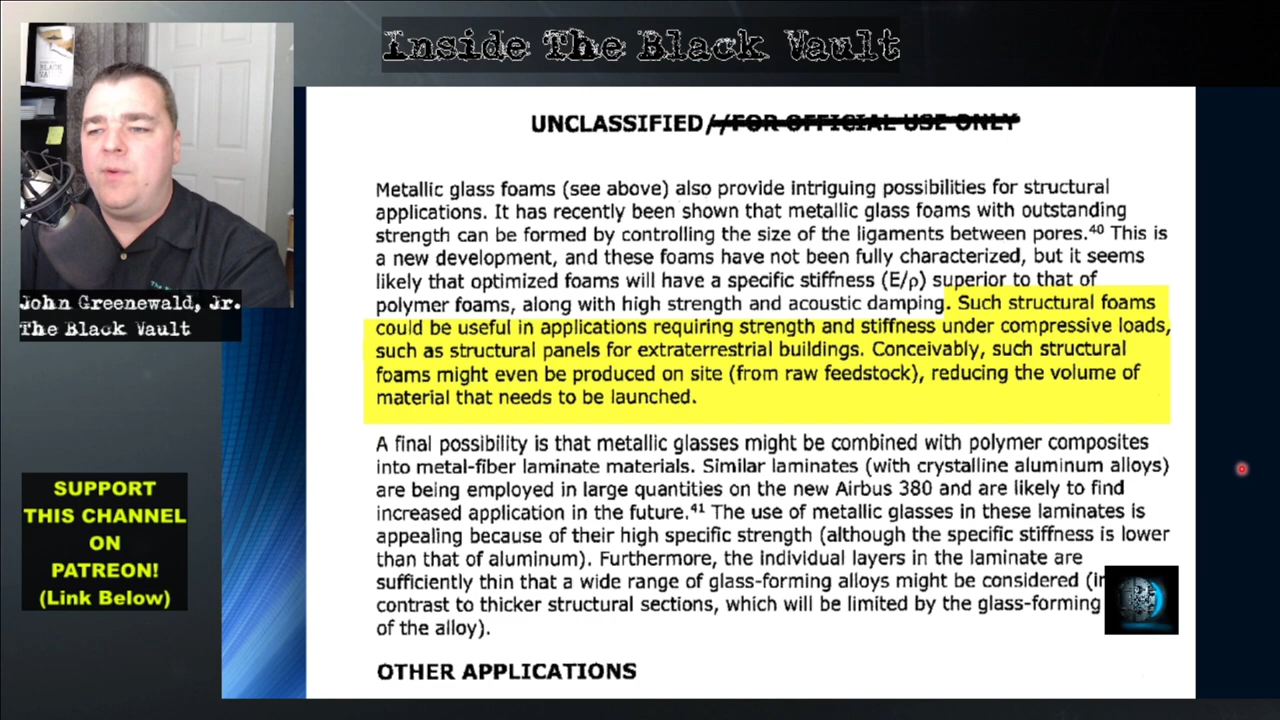 Inside The Black Vault
BLACK
VAULT
John Greenewald, Jr.
The Black Vault
SUPPORT
THIS CHANNEL
ON
PATREON!
(Link Below)
UNCLASSIFIED//FOR OFFICIAL USE ONLY
Metallic glass foams (see above) also provide intriguing possibilities for structural
applications. It has recently been shown that metallic glass foams with outstanding
strength can be formed by controlling the size of the ligaments between pores.⁴⁰ This is
a new development, and these foams have not been fully characterized, but it seems
likely that optimized foams will have a specific stiffness (E/ρ) superior to that of
polymer foams, along with high strength and acoustic damping. Such structural foams
could be useful in applications requiring strength and stiffness under compressive loads,
such as structural panels for extraterrestrial buildings. Conceivably, such structural
foams might even be produced on site (from raw feedstock), reducing the volume of
material that needs to be launched.
A final possibility is that metallic glasses might be combined with polymer composites
into metal-fiber laminate materials. Similar laminates (with crystalline aluminum alloys)
are being employed in large quantities on the new Airbus 380 and are likely to find
increased application in the future.⁴¹ The use of metallic glasses in these laminates is
appealing because of their high specific strength (although the specific stiffness is lower
than that of aluminum). Furthermore, the individual layers in the laminate are
sufficiently thin that a wide range of glass-forming alloys might be considered
contrast to thicker structural sections, which will be limited by the glass-forming
of the alloy).
OTHER APPLICATIONS